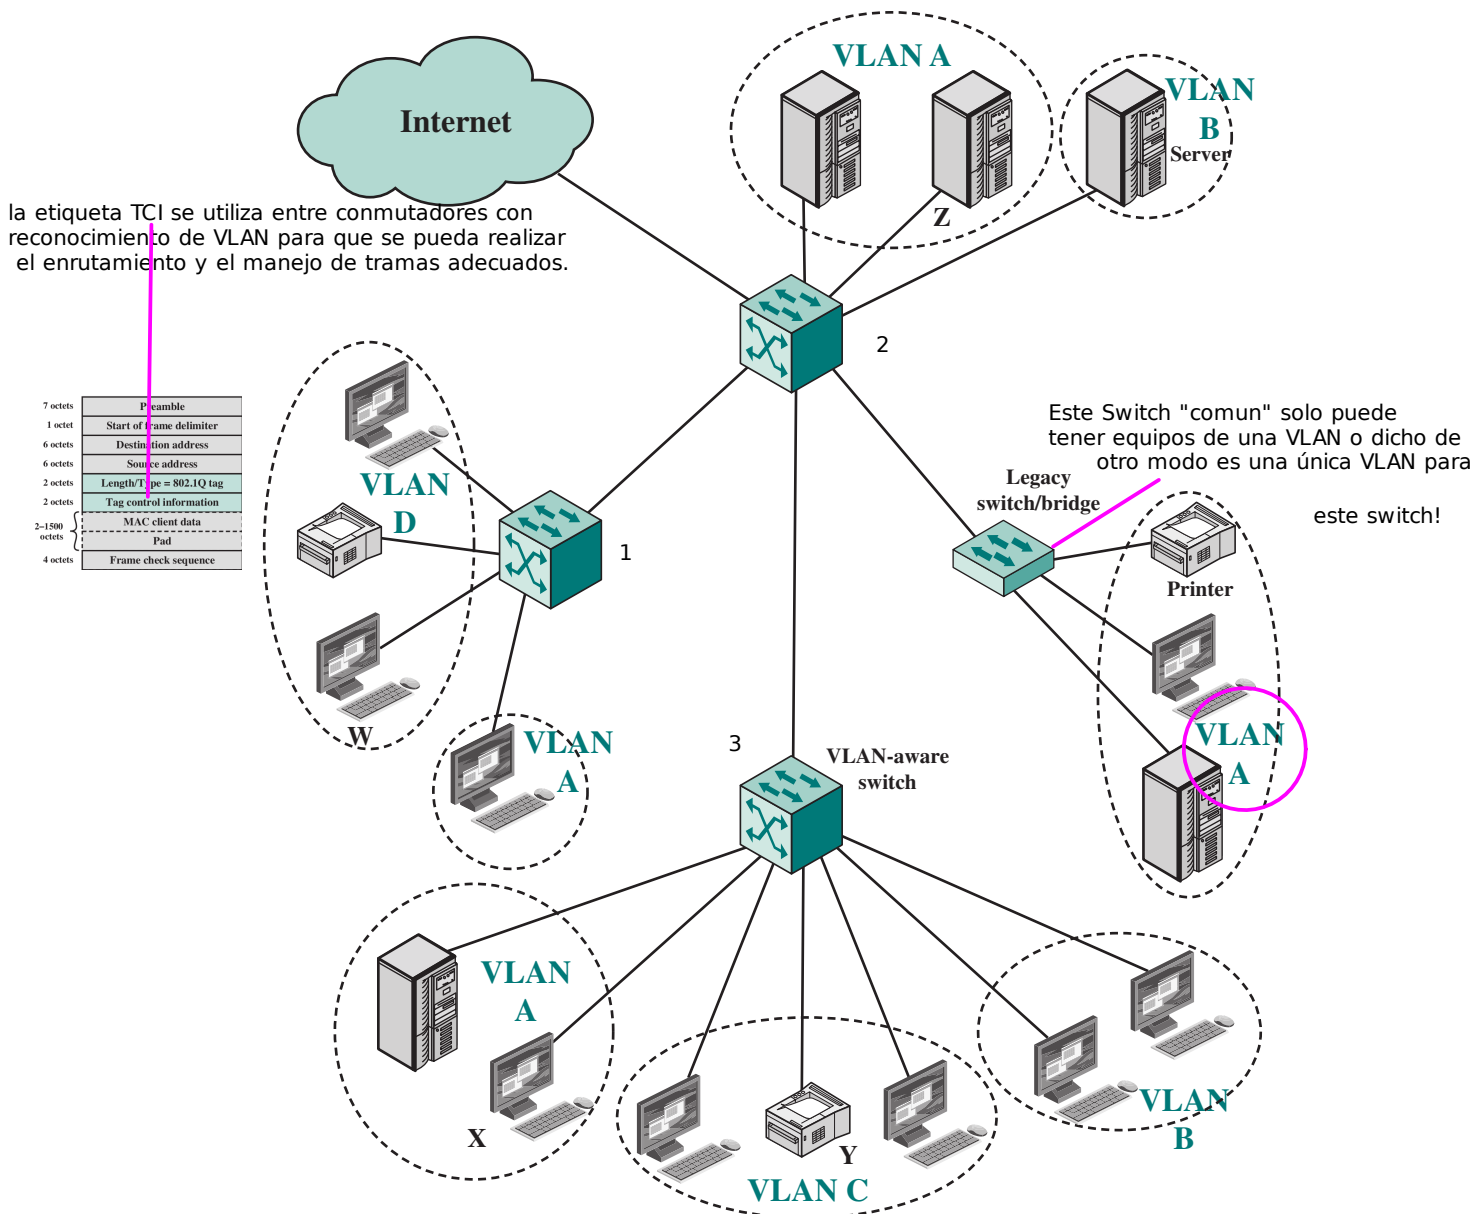 VLAN A
Internet
VLAN
B
Server
Z
la etiqueta TCI se utiliza entre conmutadores con
reconocimiento de VLAN para que se pueda realizar
el enrutamiento y el manejo de tramas adecuados.
2
7 octets Preamble
1 octet Start of frame delimiter
6 octets Destination address
6 octets Source address
2 octets Length/Type = 802.1Q tag
2 octets Tag control information
2–1500
octets
MAC client data
Pad
4 octets Frame check sequence
VLAN
D
1
W
VLAN
A
Este Switch "comun" solo puede
tener equipos de una VLAN o dicho de
otro modo es una única VLAN para
este switch!
Legacy
switch/bridge
Printer
VLAN
A
3
VLAN-aware
switch
VLAN
A
X
Y
VLAN C
VLAN
B